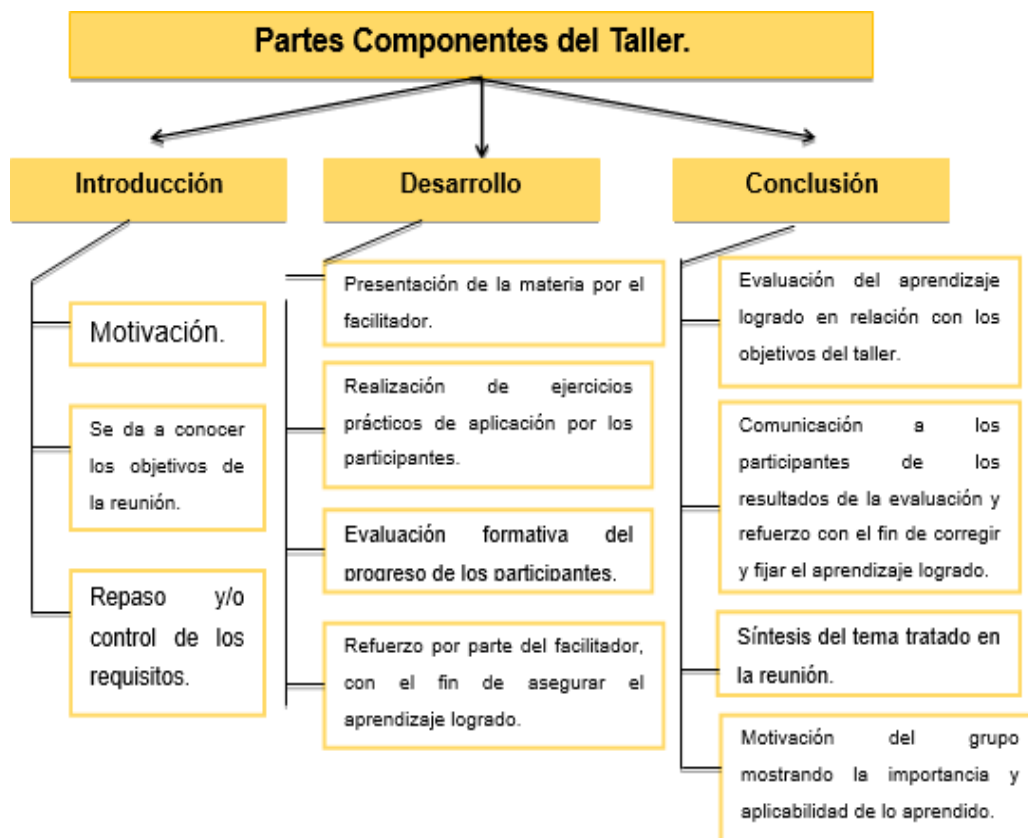 Partes Componentes del Taller.
Introducción
Motivación.
Se da a conocer
los objetivos de
la reunión.
Repaso y/o
control de los
requisitos.
Desarrollo
Presentación de la materia por el
facilitador.
Realización de ejercicios
prácticos de aplicación por los
participantes.
Evaluación formativa del
progreso de los participantes.
Refuerzo por parte del facilitador,
con el fin de asegurar el
aprendizaje logrado.
Conclusión
Evaluación del aprendizaje
logrado en relación con los
objetivos del taller.
Comunicación a los
participantes de los
resultados de la evaluación y
refuerzo con el fin de corregir
y fijar el aprendizaje logrado.
Síntesis del tema tratado en
la reunión.
Motivación del grupo
mostrando la importancia y
aplicabilidad de lo aprendido.